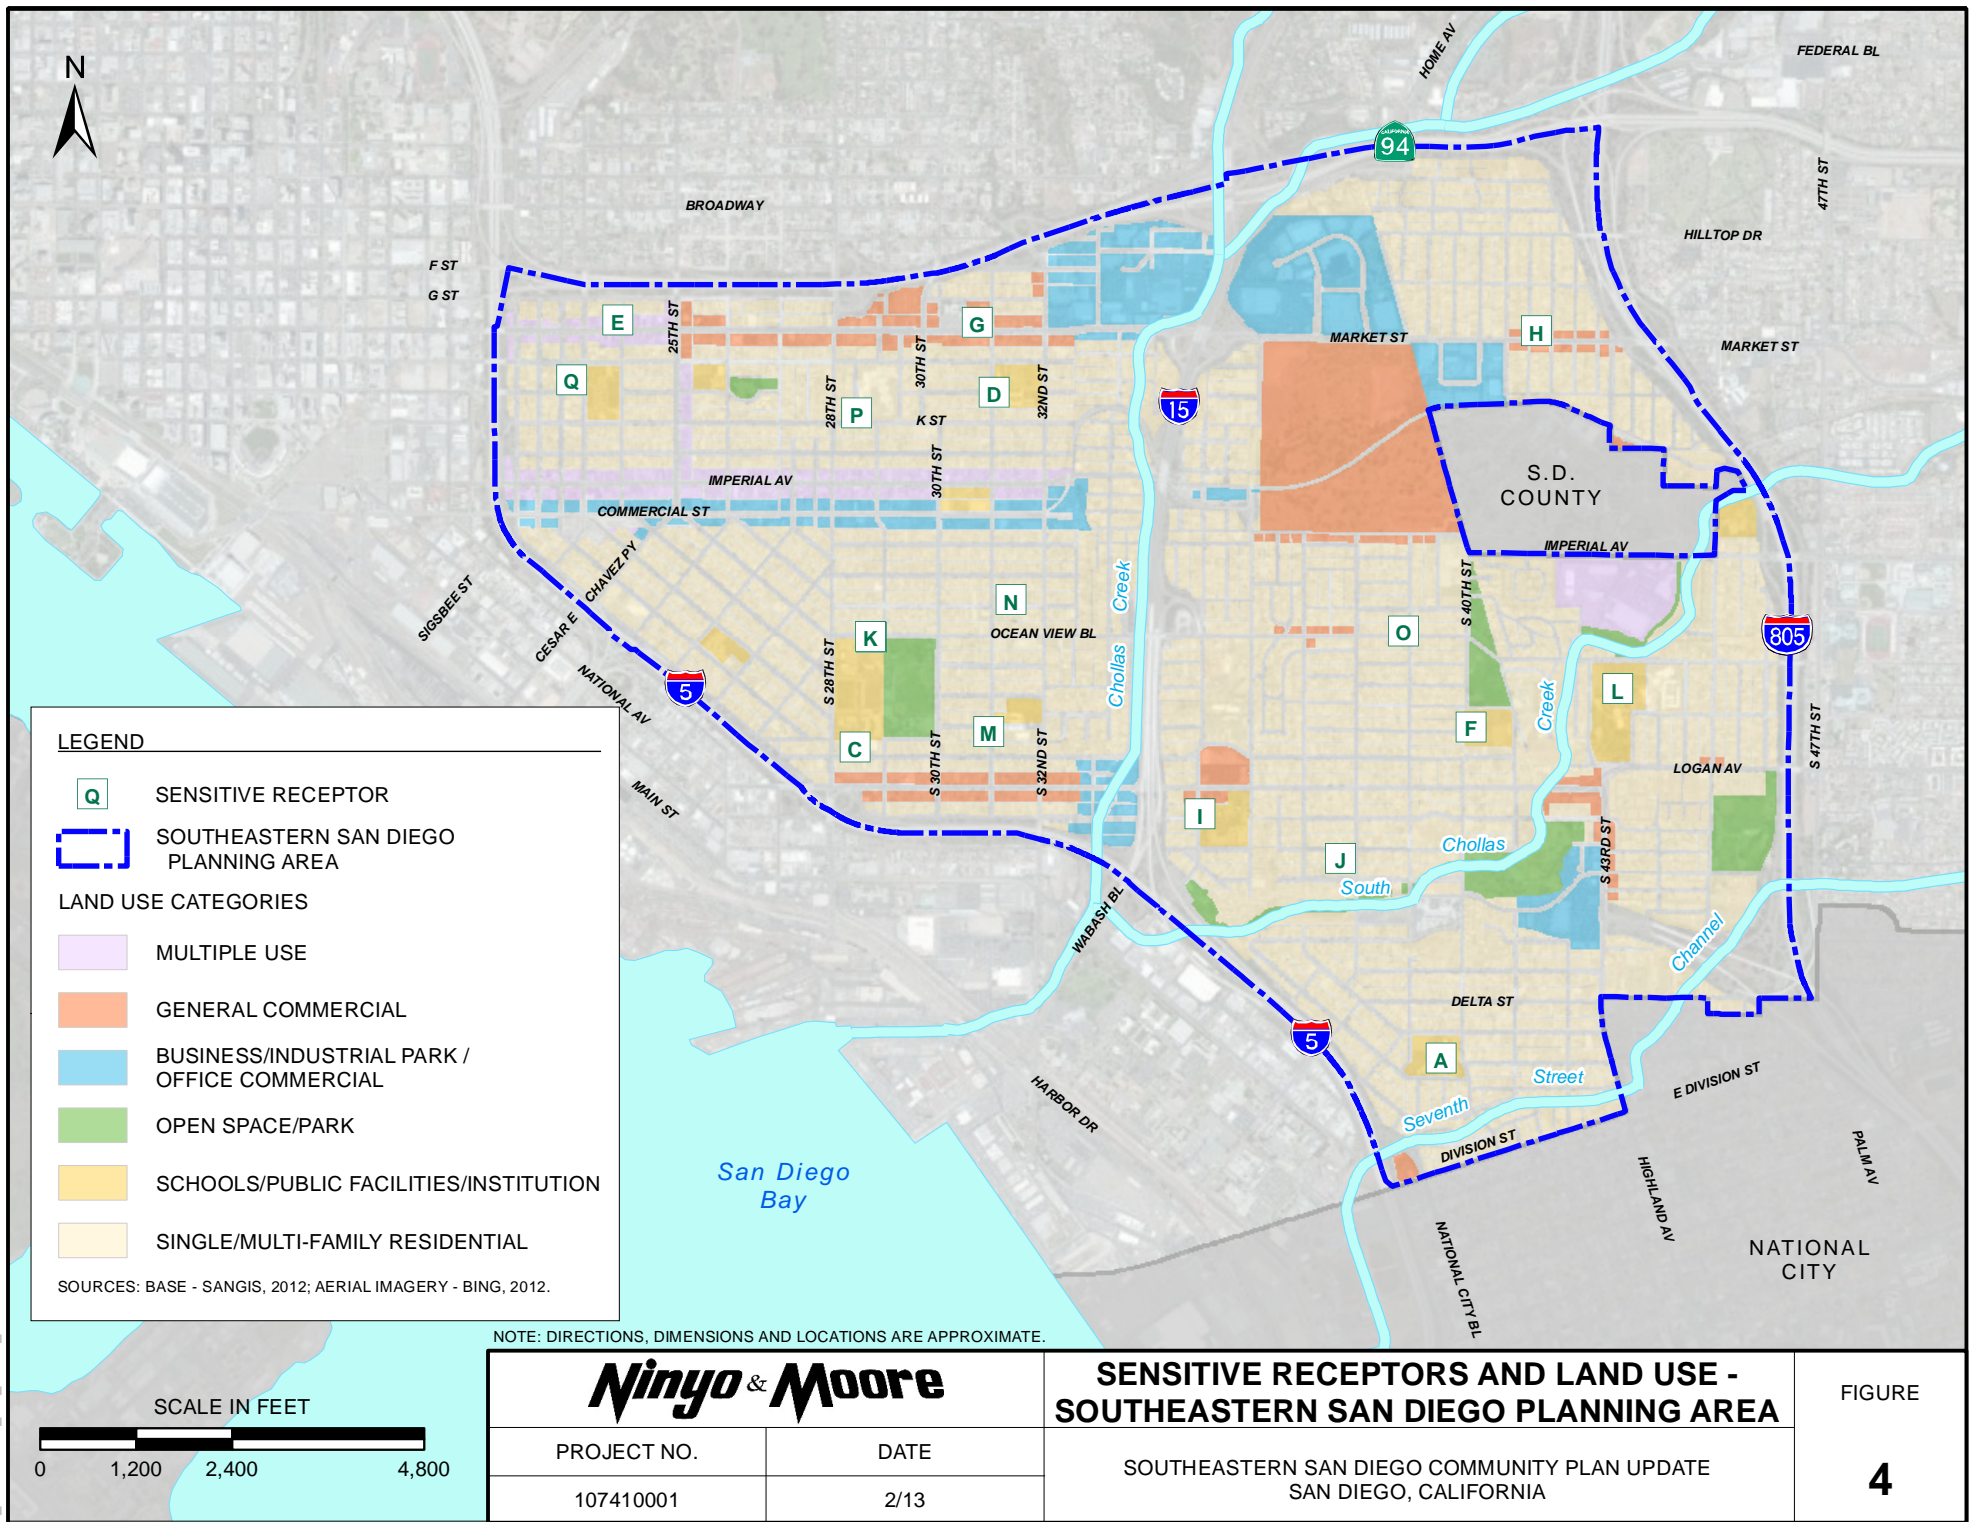 N
HOME AV
FEDERAL BL
CALIFORNIA
94
47TH ST
BROADWAY
HILLTOP DR
F ST
G ST
E
25TH ST
G
H
MARKET ST
MARKET ST
30TH ST
Q
28TH ST
P
D
32ND ST
K ST
15
30TH ST
IMPERIAL AV
S.D.
COUNTY
COMMERCIAL ST
IMPERIAL AV
CHAVEZ PY
CESAR E
SIGSBEE ST
Chollas Creek
N
OCEAN VIEW BL
S 40TH ST
O
805
K
S 28TH ST
NATIONAL AV
5
L
Creek
F
M
C
S 30TH ST
S 32ND ST
LOGAN AV
S 47TH ST
MAIN ST
I
J
Chollas
South
S 43RD ST
WABASH BL
Channel
DELTA ST
5
A
Street
Seventh
E DIVISION ST
DIVISION ST
HARBOR DR
PALM AV
HIGHLAND AV
NATIONAL CITY BL
NATIONAL
CITY
San Diego
Bay
LEGEND
Q SENSITIVE RECEPTOR
SOUTHEASTERN SAN DIEGO
PLANNING AREA
LAND USE CATEGORIES
MULTIPLE USE
GENERAL COMMERCIAL
BUSINESS/INDUSTRIAL PARK /
OFFICE COMMERCIAL
OPEN SPACE/PARK
SCHOOLS/PUBLIC FACILITIES/INSTITUTION
SINGLE/MULTI-FAMILY RESIDENTIAL
SOURCES: BASE - SANGIS, 2012; AERIAL IMAGERY - BING, 2012.
NOTE: DIRECTIONS, DIMENSIONS AND LOCATIONS ARE APPROXIMATE.
SCALE IN FEET
0 1,200 2,400 4,800
Ninyo & Moore
PROJECT NO. DATE
107410001 2/13
SENSITIVE RECEPTORS AND LAND USE -
SOUTHEASTERN SAN DIEGO PLANNING AREA
SOUTHEASTERN SAN DIEGO COMMUNITY PLAN UPDATE
SAN DIEGO, CALIFORNIA
FIGURE
4